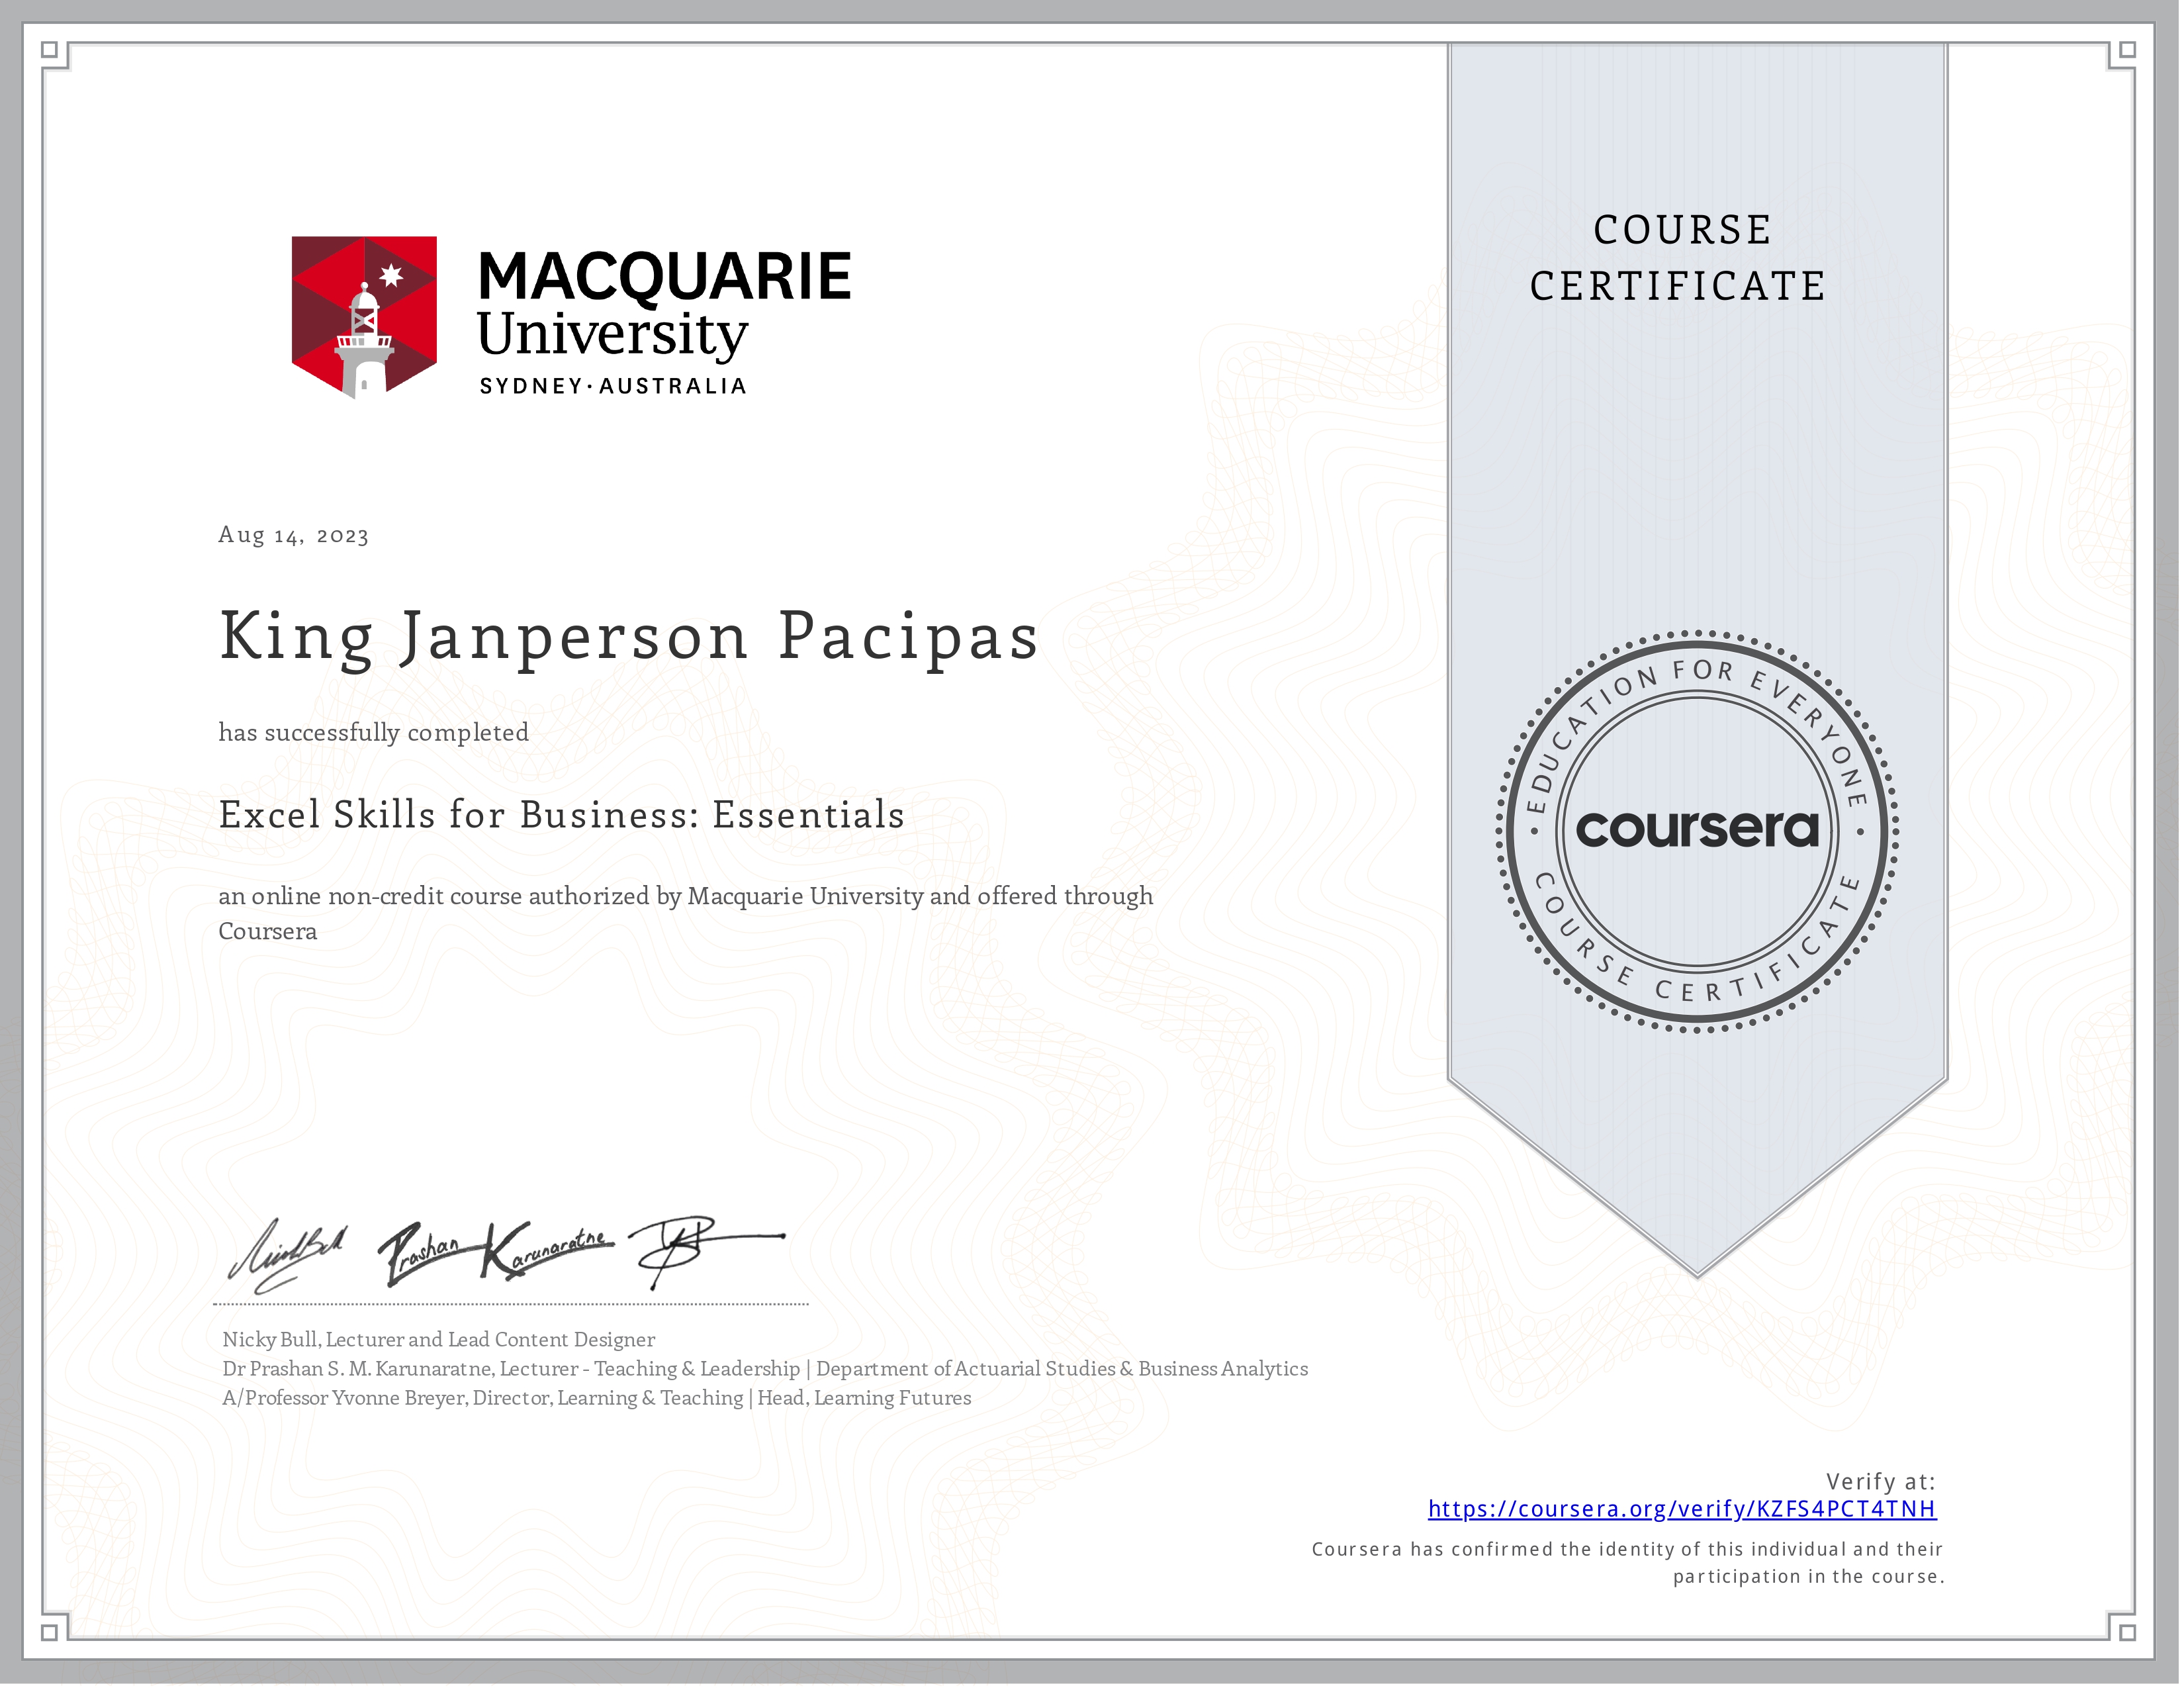 MACQUARIE
University
SYDNEY·AUSTRALIA
COURSE
CERTIFICATE
Aug 14, 2023
King Janperson Pacipas
has successfully completed
Excel Skills for Business: Essentials
an online non-credit course authorized by Macquarie University and offered through
Coursera
EDUCATION FOR EVERYONE
coursera
COURSE CERTIFICATE
Prashan Karunaratne
Nicky Bull, Lecturer and Lead Content Designer
Dr Prashan S. M. Karunaratne, Lecturer - Teaching & Leadership | Department of Actuarial Studies & Business Analytics
A/Professor Yvonne Breyer, Director, Learning & Teaching | Head, Learning Futures
Verify at:
https://coursera.org/verify/KZFS4PCT4TNH
Coursera has confirmed the identity of this individual and their
participation in the course.